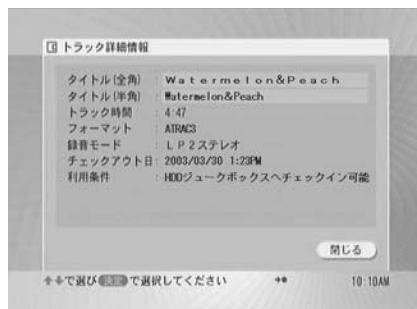 トラック詳細情報
タイトル(全角) : Ｗａｔｅｒｍｅｌｏｎ＆Ｐｅａｃｈ
タイトル(半角) : Watermelon&Peach
トラック時間 : 4:47
フォーマット : ATRAC3
録音モード : ＬＰ２ステレオ
チェックアウト日: 2003/03/30 1:23PM
利用条件 : HDDジュークボックスへチェックイン可能
閉じる
↑↓で選び 決定 で選択してください 10:10AM